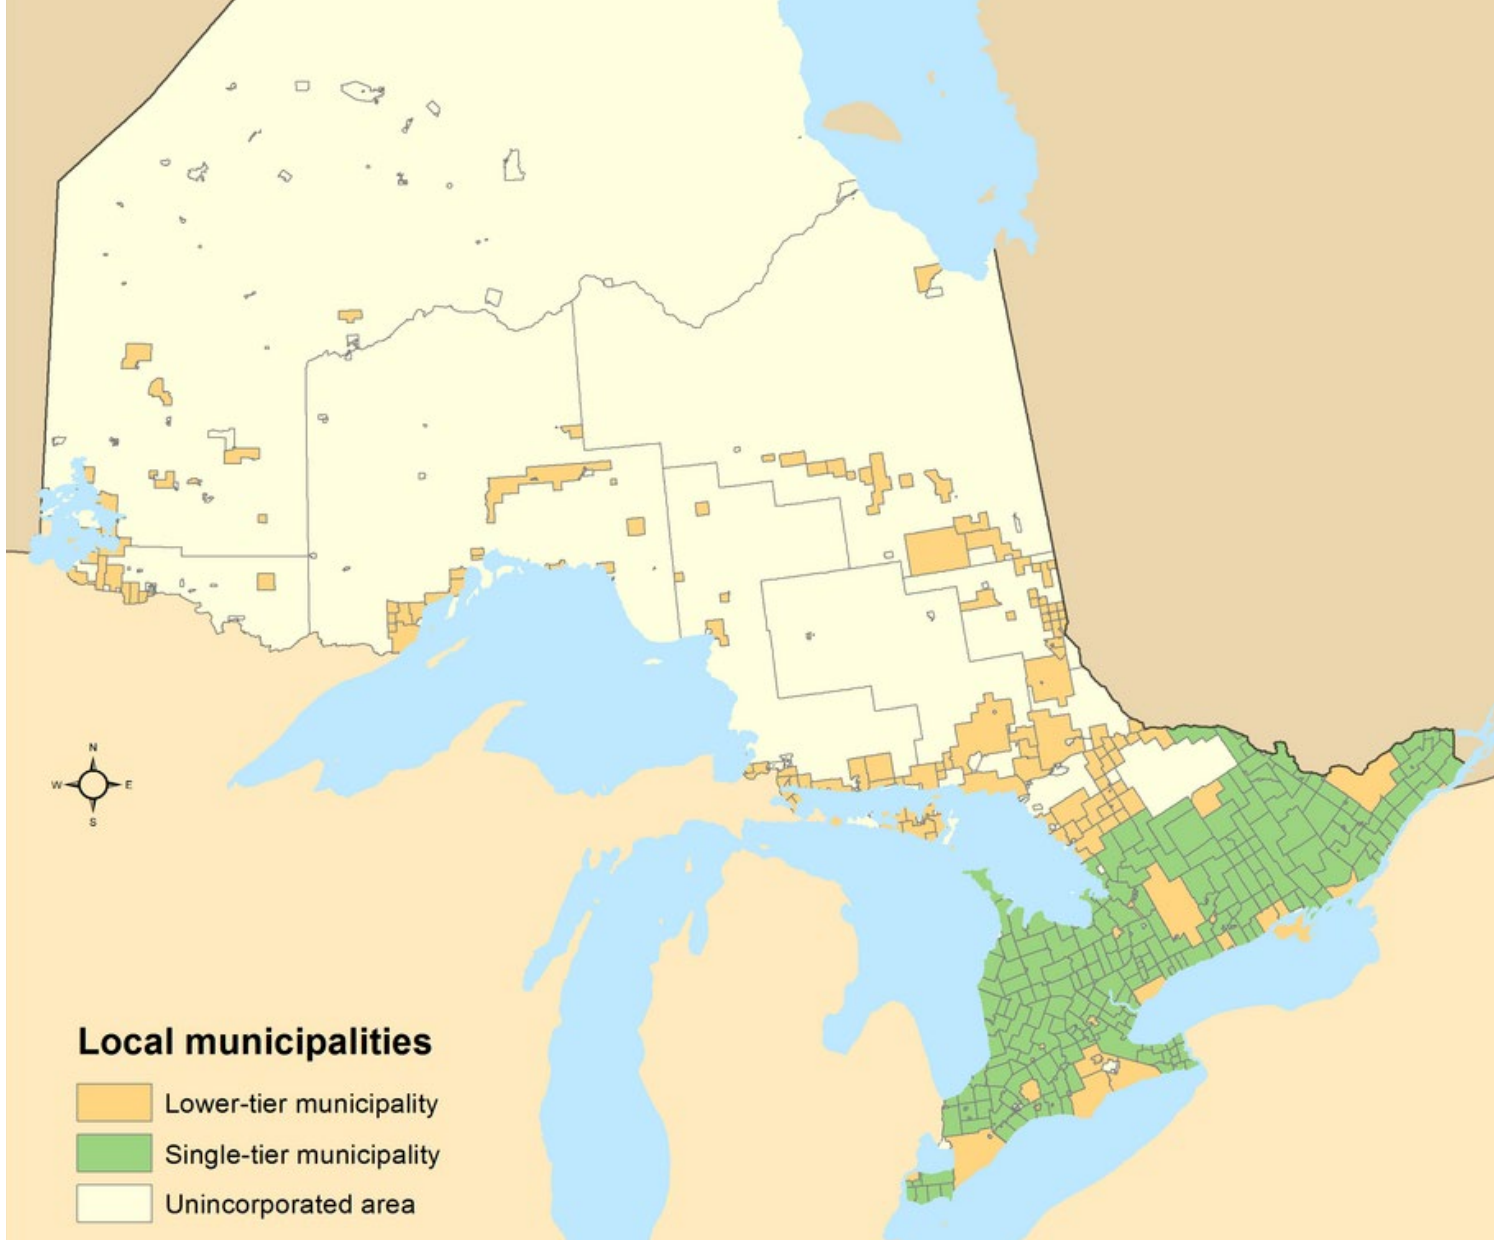 N
W
E
S
Local municipalities
Lower-tier municipality
Single-tier municipality
Unincorporated area